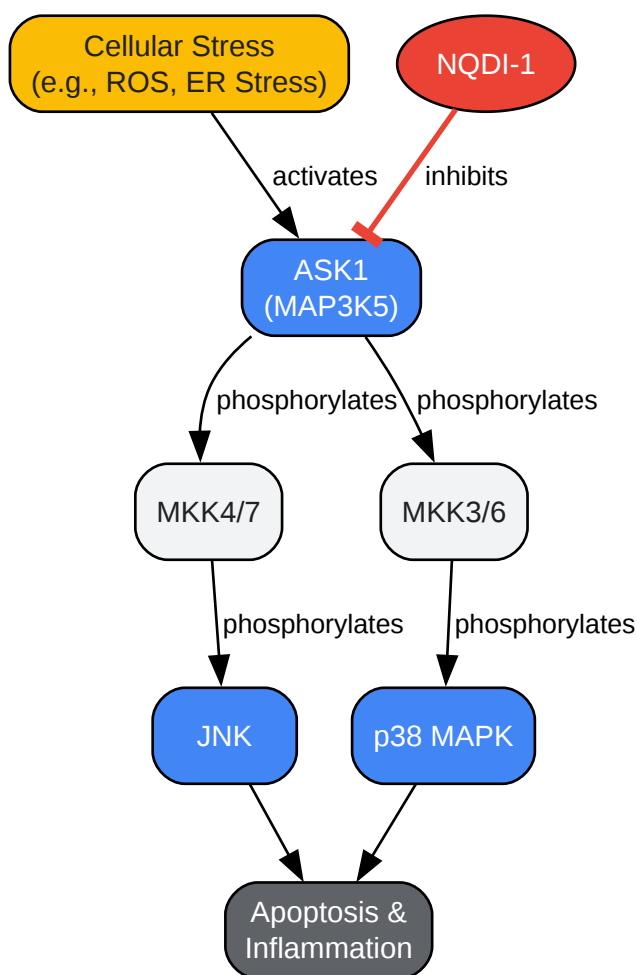 Cellular Stress
(e.g., ROS, ER Stress)
NQDI-1
activates
inhibits
ASK1
(MAP3K5)
phosphorylates
phosphorylates
MKK4/7
MKK3/6
phosphorylates
phosphorylates
JNK
p38 MAPK
Apoptosis &
Inflammation